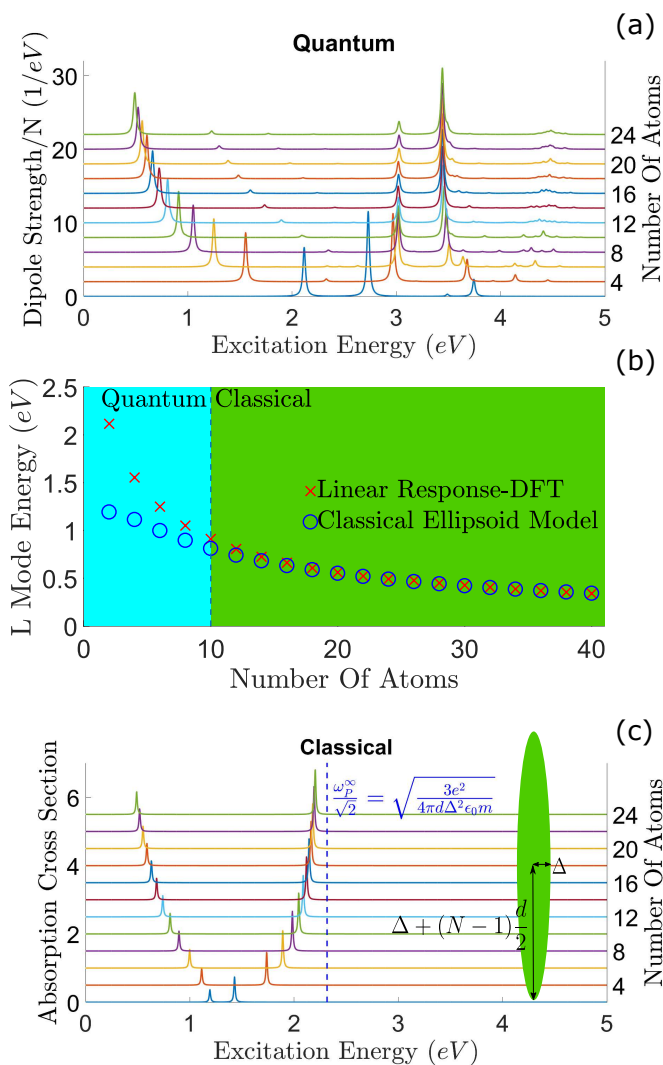 (a)
Quantum
Dipole Strength/N (1/eV)
30
20
10
0
24
20
16
12
8
4
Number Of Atoms
0 1 2 3 4 5
Excitation Energy (eV)
(b)
L Mode Energy (eV)
2.5
2
1.5
1
0.5
0
Quantum Classical
× Linear Response-DFT
○ Classical Ellipsoid Model
0 10 20 30 40
Number Of Atoms
(c)
Classical
Absorption Cross Section
6
4
2
0
ω_P^∞/√2 = √(3e²/4πdΔ²ϵ₀m)
Δ
Δ + (N − 1)d/2
24
20
16
12
8
4
Number Of Atoms
0 1 2 3 4 5
Excitation Energy (eV)